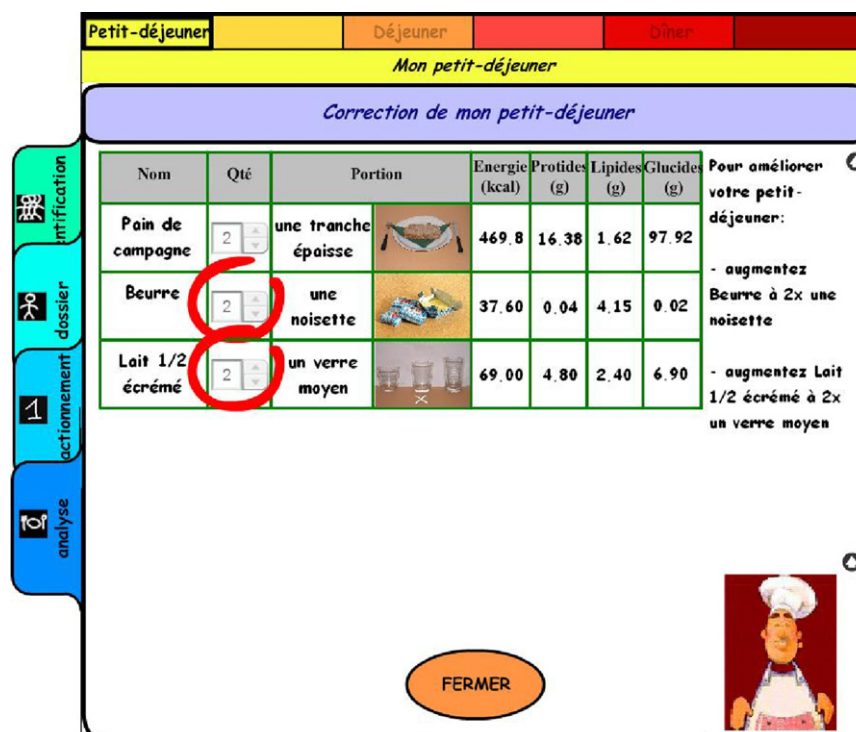 Petit-déjeuner
Déjeuner
Dîner
Mon petit-déjeuner
Correction de mon petit-déjeuner
Nom
Qté
Portion
Energie
(kcal)
Protides
(g)
Lipides
(g)
Glucides
(g)
Pain de
campagne
2
une tranche
épaisse
469.8
16.38
1.62
97.92
Beurre
2
une
noisette
37.60
0.04
4.15
0.02
Lait 1/2
écrémé
2
un verre
moyen
69.00
4.80
2.40
6.90
Pour améliorer
votre petit-
déjeuner:
- augmentez
Beurre à 2x une
noisette
- augmentez Lait
1/2 écrémé à 2x
un verre moyen
ntification
dossier
actionnement
analyse
FERMER